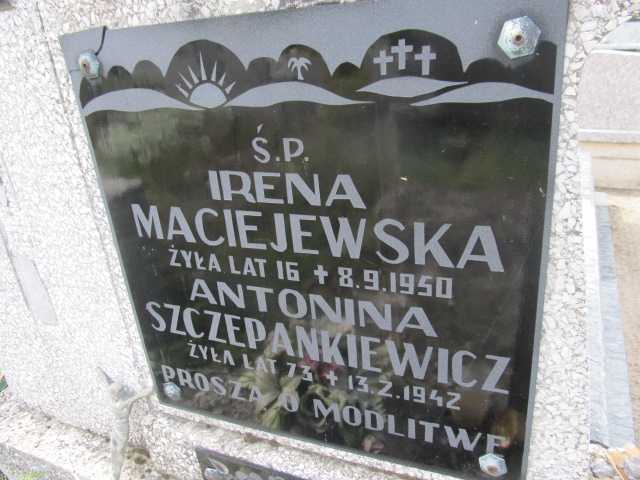 Ś.P.
IRENA
MACIEJEWSKA
ŻYŁA LAT 16 + 8.9.1950
ANTONINA
SZCZEPANKIEWICZ
ŻYŁA LAT 73 + 13.2.1942
PROSZĄ O MODLITWĘ